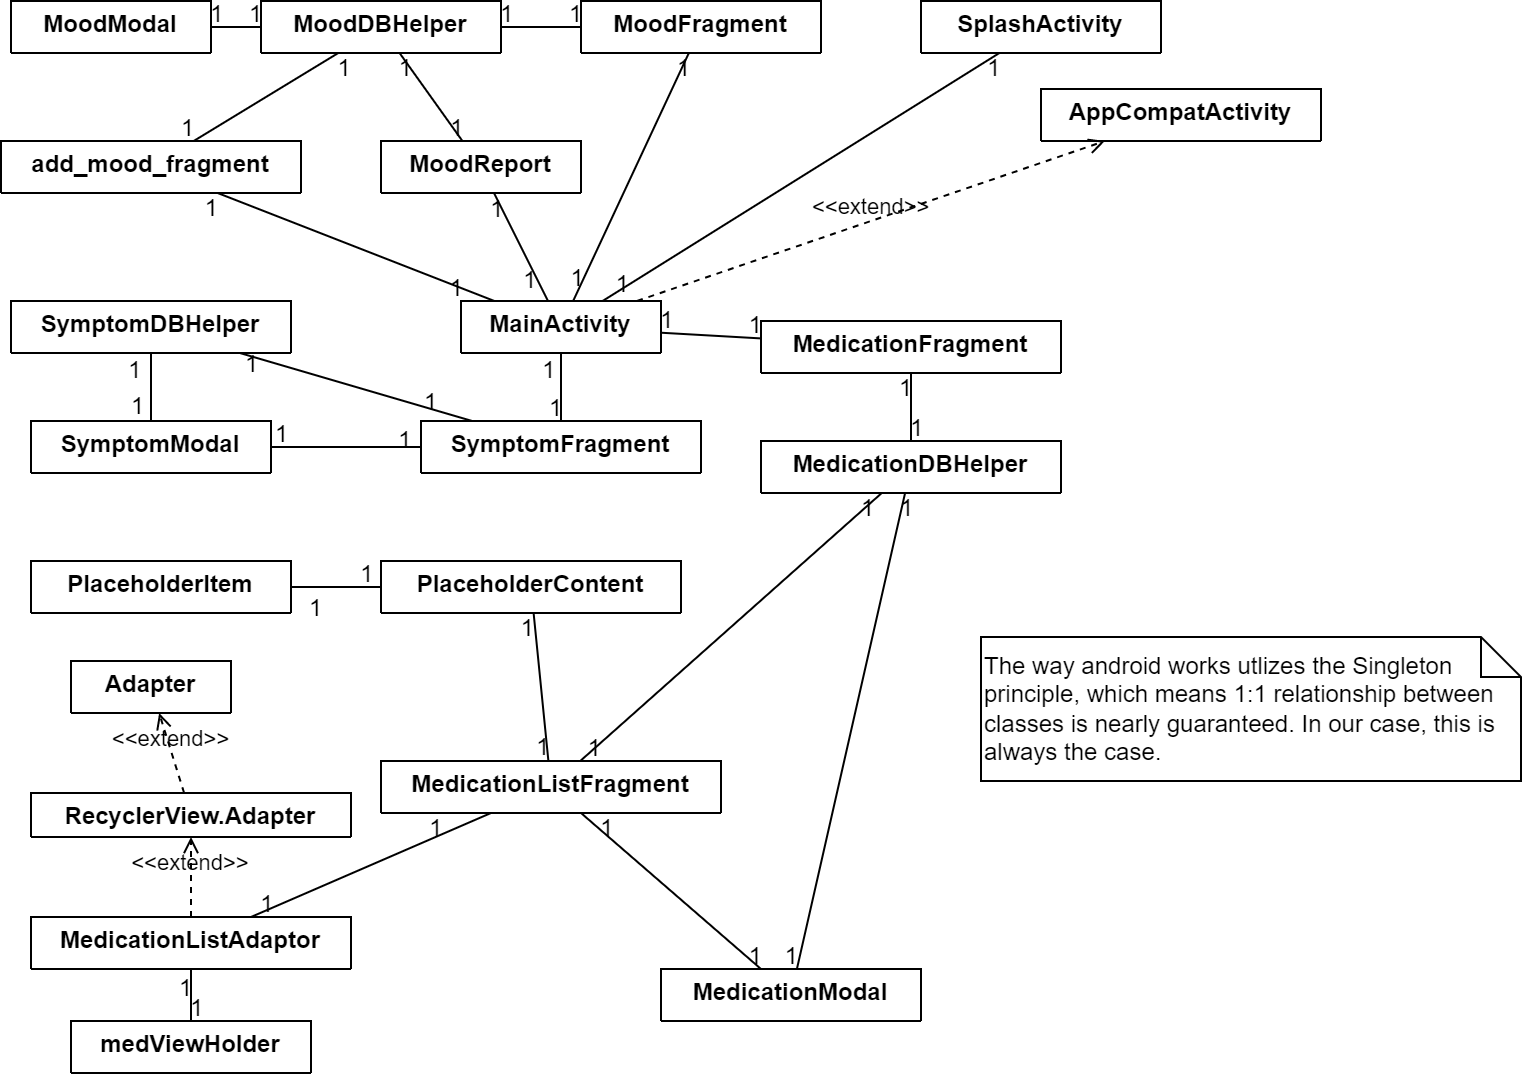 MoodModal
1
1
MoodDBHelper
1
1
MoodFragment
SplashActivity
1
1
1
1
AppCompatActivity
1
1
add_mood_fragment
MoodReport
1
1
<<extend>>
1
1
1
1
SymptomDBHelper
MainActivity
1
1
MedicationFragment
1
1
1
1
1
1
1
SymptomModal
1
1
SymptomFragment
1
MedicationDBHelper
1
1
PlaceholderItem
1
1
PlaceholderContent
1
The way android works utlizes the Singleton
principle, which means 1:1 relationship between
classes is nearly guaranteed. In our case, this is
always the case.
Adapter
<<extend>>
1
1
MedicationListFragment
RecyclerView.Adapter
1
1
<<extend>>
1
MedicationListAdaptor
1
1
1
1
MedicationModal
medViewHolder